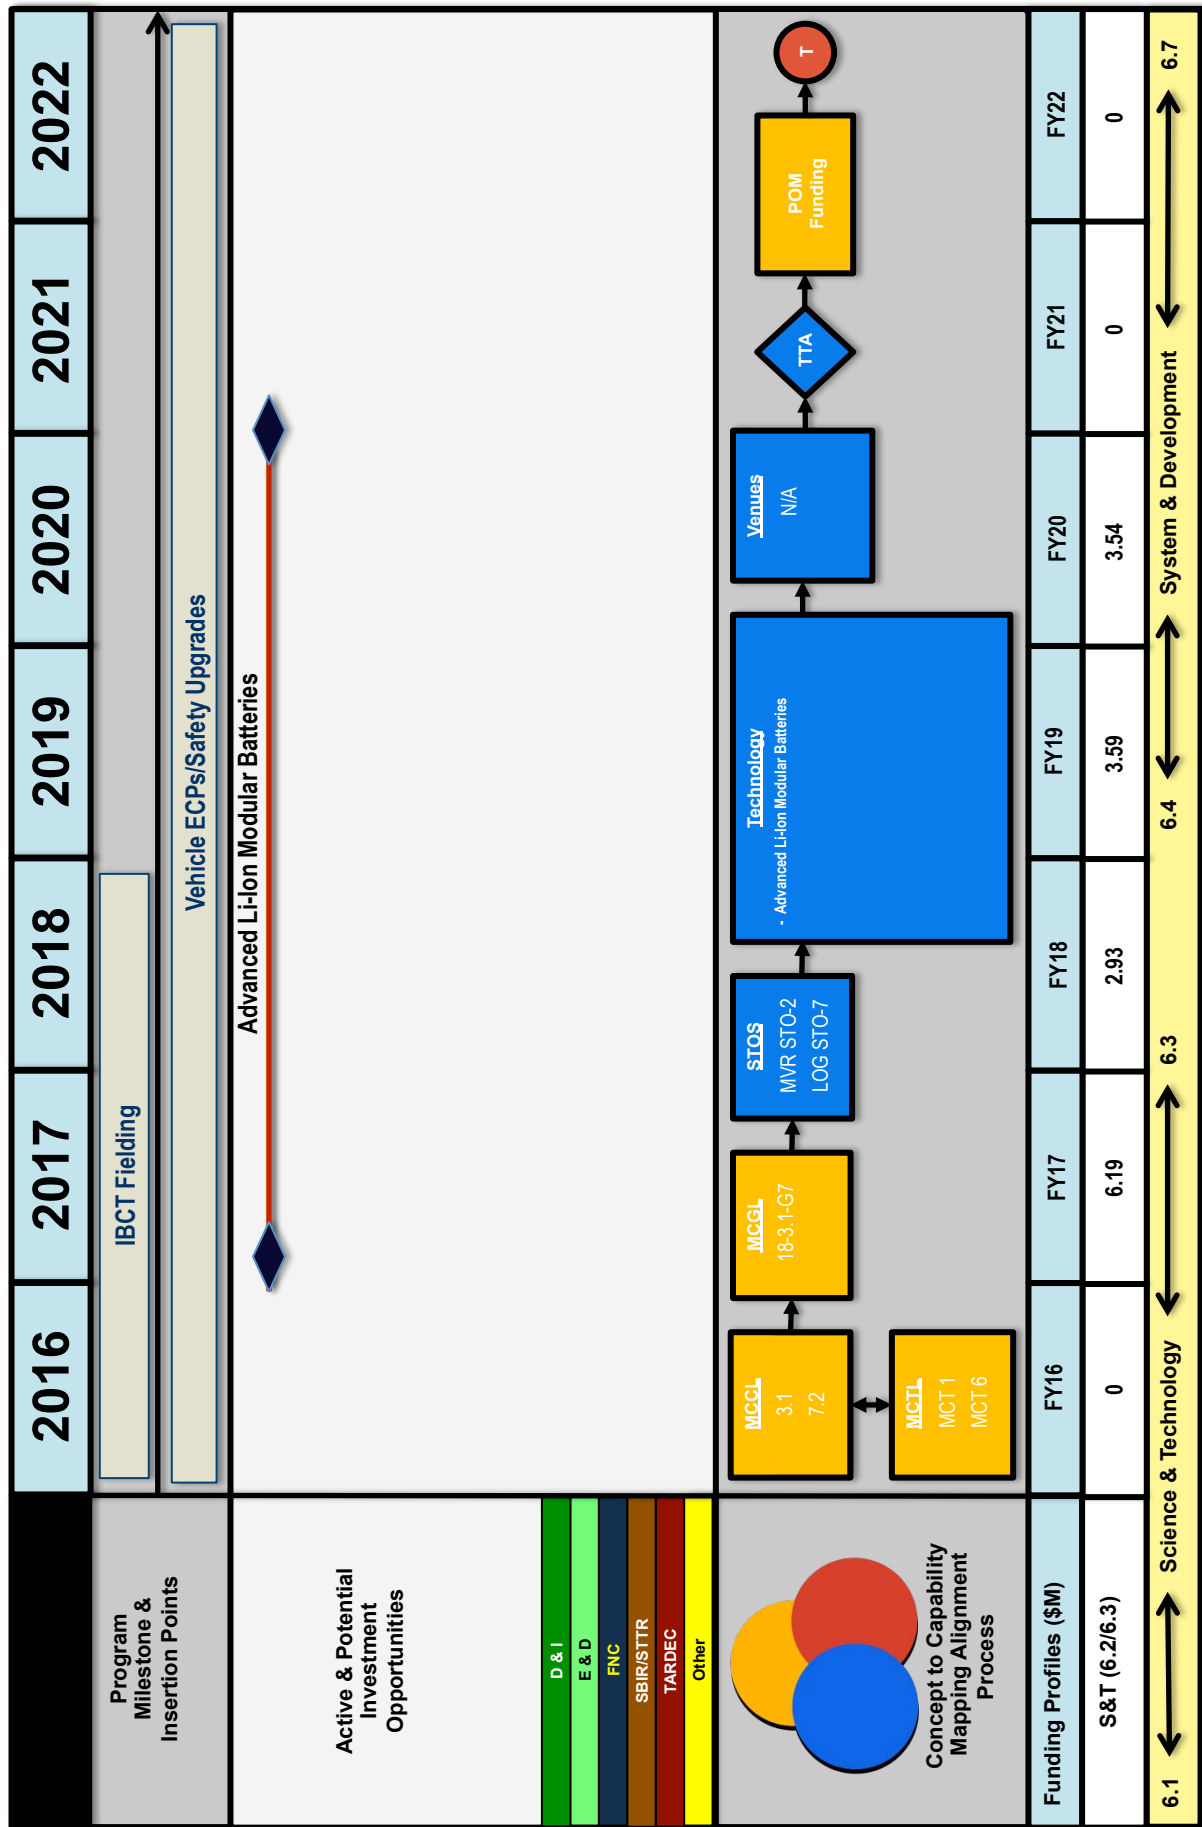 2016 2017 2018 2019 2020 2021 2022
Program
Milestone &
Insertion Points
IBCT Fielding
Vehicle ECPs/Safety Upgrades
Active & Potential
Investment
Opportunities
Advanced Li-Ion Modular Batteries
D & I
E & D
FNC
SBIR/STTR
TARDEC
Other
Concept to Capability
Mapping Alignment
Process
MCCL
3.1
7.2
MCTL
MCT 1
MCT 6
MCGL
18-3.1-G7
STOS
MVR STO-2
LOG STO-7
Technology
- Advanced Li-Ion Modular Batteries
Venues
N/A
TTA
POM
Funding
T
Funding Profiles ($M) FY16 FY17 FY18 FY19 FY20 FY21 FY22
S&T (6.2/6.3) 0 6.19 2.93 3.59 3.54 0 0
6.1 Science & Technology 6.3 6.4 System & Development 6.7